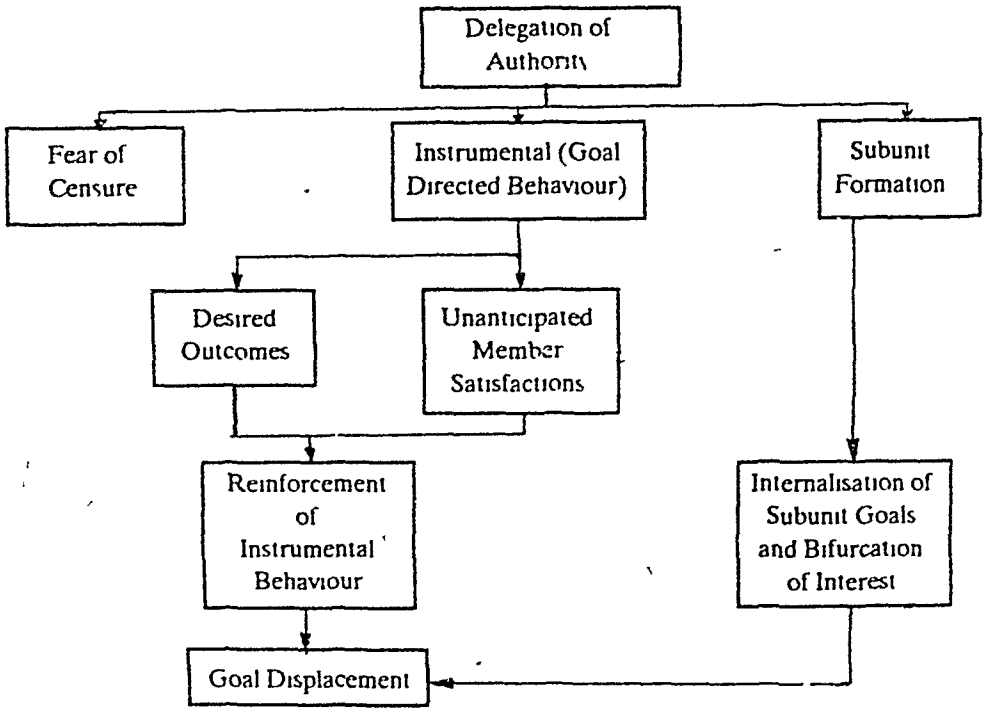 Delegation of
Authority
Fear of
Censure
Instrumental (Goal
Directed Behaviour)
Subunit
Formation
Desired
Outcomes
Unanticipated
Member
Satisfactions
Reinforcement
of
Instrumental
Behaviour
Internalisation of
Subunit Goals
and Bifurcation
of Interest
Goal Displacement